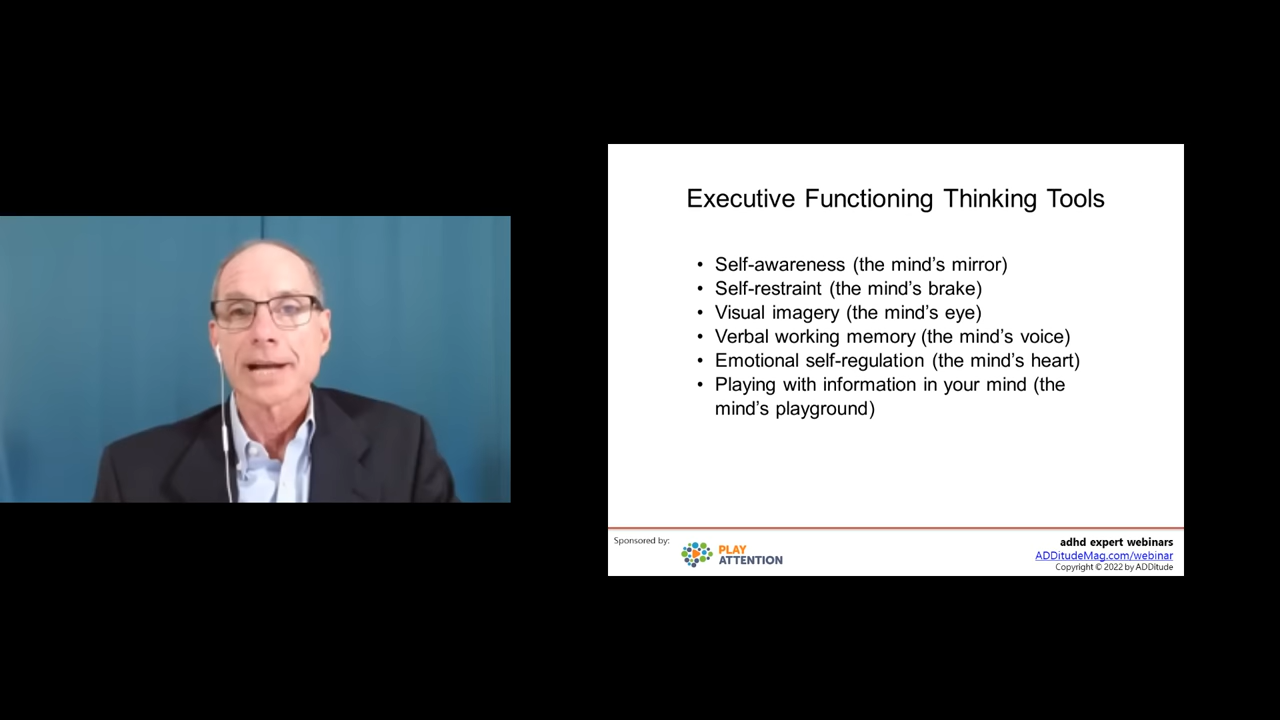 Executive Functioning Thinking Tools
• Self-awareness (the mind's mirror)
• Self-restraint (the mind's brake)
• Visual imagery (the mind's eye)
• Verbal working memory (the mind's voice)
• Emotional self-regulation (the mind's heart)
• Playing with information in your mind (the
mind's playground)
Sponsored by:
PLAY
ATTENTION
adhd expert webinars
ADDitudeMag.com/webinar
Copyright © 2022 by ADDitude